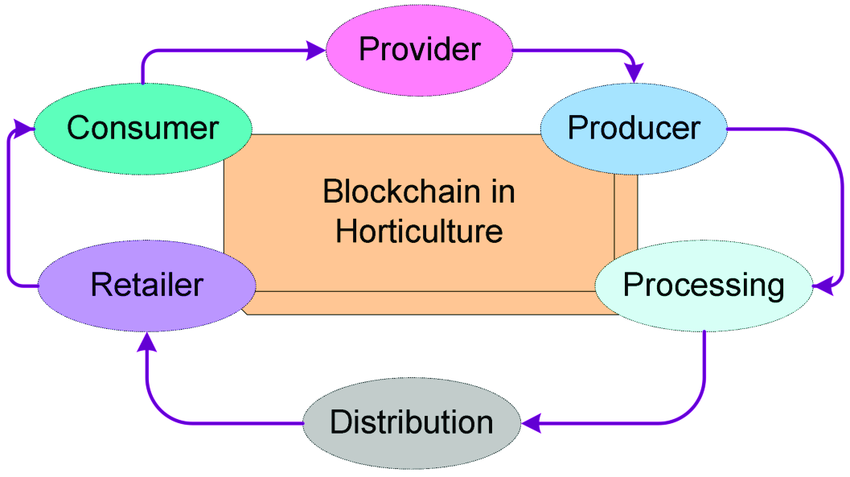 Provider
Consumer
Producer
Blockchain in
Horticulture
Retailer
Processing
Distribution